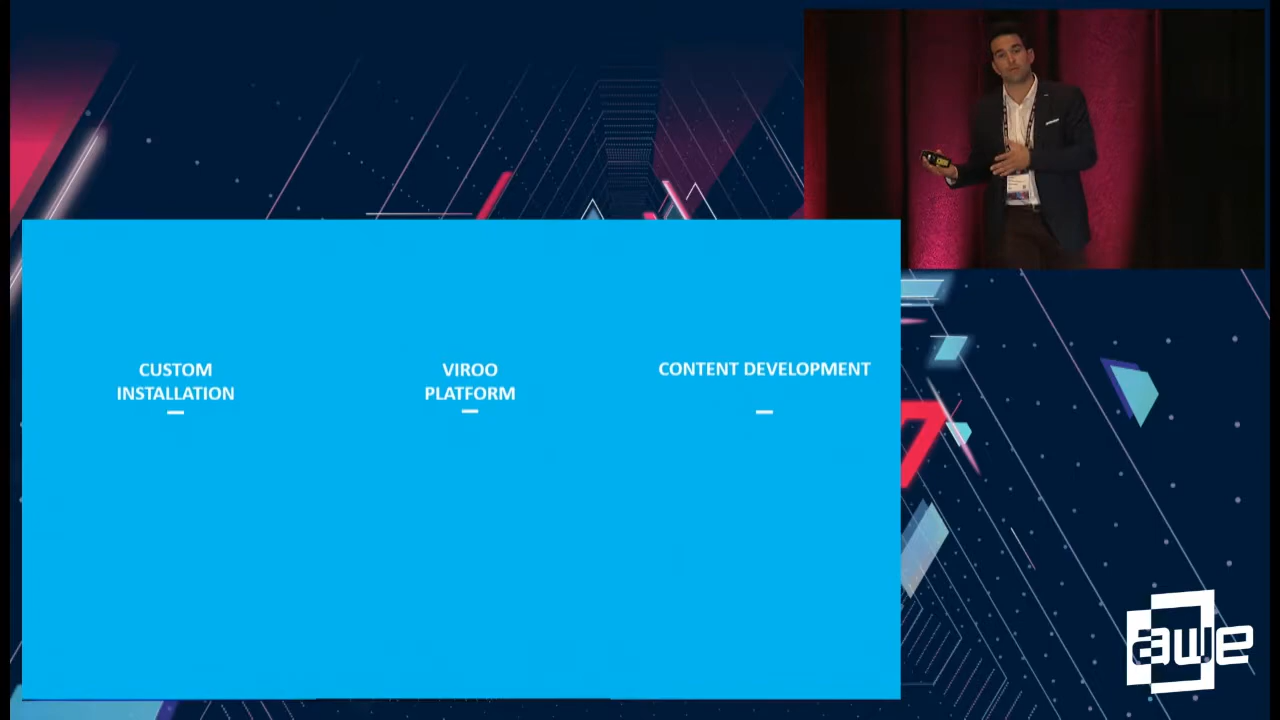 CUSTOM
INSTALLATION
VIROO
PLATFORM
CONTENT DEVELOPMENT
awe